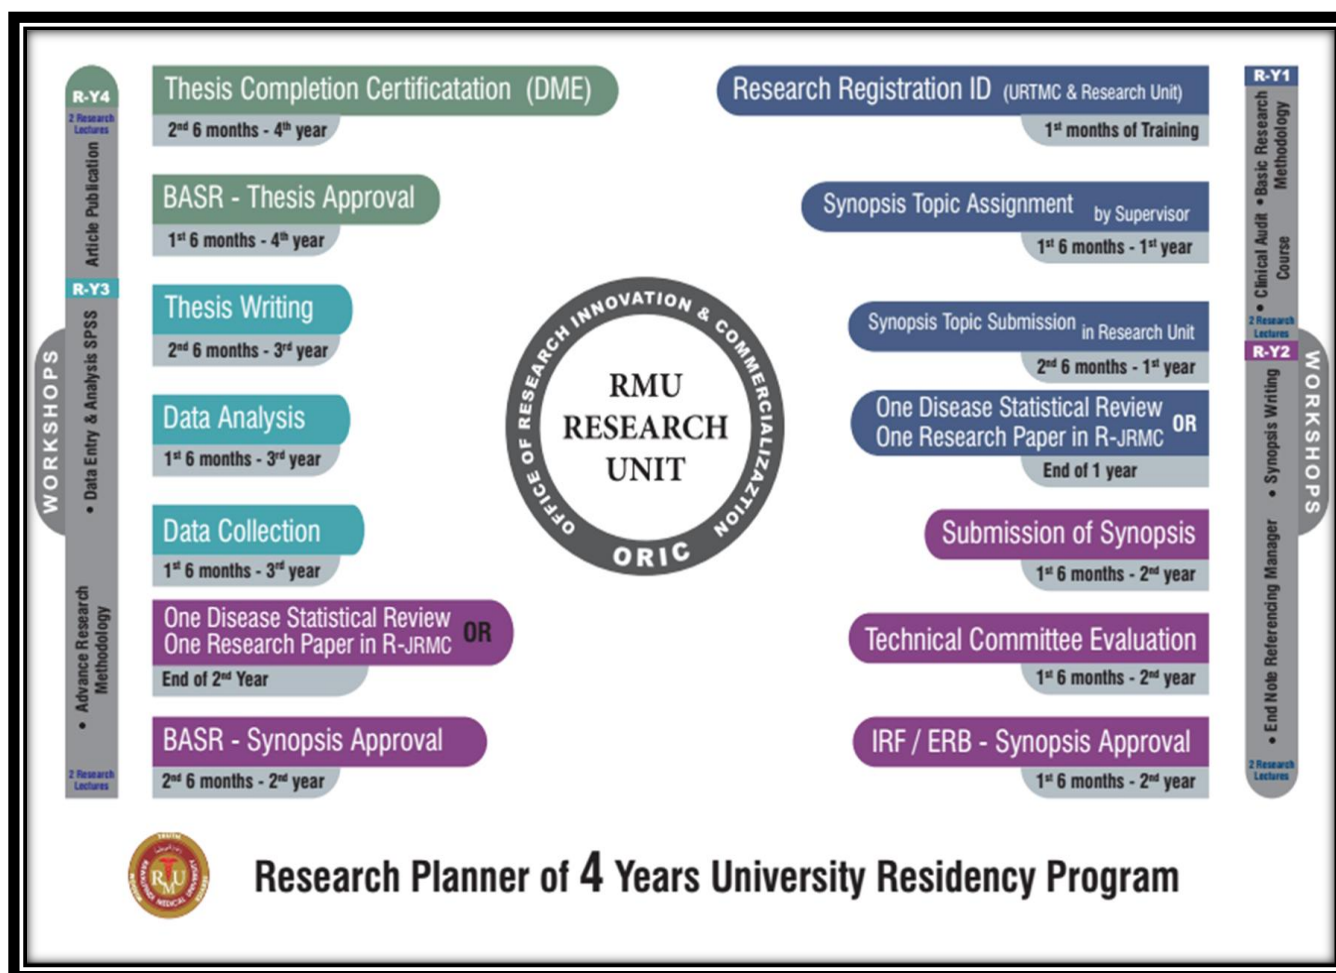 R-Y4
2 Research
Lectures
Article Publication
R-Y3
• Data Entry & Analysis SPSS
• Advance Research
Methodology
2 Research
Lectures
WORKSHOPS
Thesis Completion Certificatation (DME)
2nd 6 months - 4th year
BASR - Thesis Approval
1st 6 months - 4th year
Thesis Writing
2nd 6 months - 3rd year
Data Analysis
1st 6 months - 3rd year
Data Collection
1st 6 months - 3rd year
One Disease Statistical Review
One Research Paper in R-JRMC OR
End of 2nd Year
BASR - Synopsis Approval
2nd 6 months - 2nd year
OFFICE OF RESEARCH INNOVATION & COMMERCIALIZAZTION
RMU
RESEARCH
UNIT
ORIC
Research Registration ID (URTMC & Research Unit)
1st months of Training
Synopsis Topic Assignment by Supervisor
1st 6 months - 1st year
Synopsis Topic Submission in Research Unit
2nd 6 months - 1st year
One Disease Statistical Review
One Research Paper in R-JRMC OR
End of 1 year
Submission of Synopsis
1st 6 months - 2nd year
Technical Committee Evaluation
1st 6 months - 2nd year
IRF / ERB - Synopsis Approval
1st 6 months - 2nd year
R-Y1
• Clinical Audit • Basic Research
Course Methodology
2 Research
Lectures
R-Y2
• Synopsis Writing
• End Note Referencing Manager
2 Research
Lectures
WORKSHOPS
RMU
RAWALPINDI MEDICAL UNIVERSITY
Research Planner of 4 Years University Residency Program